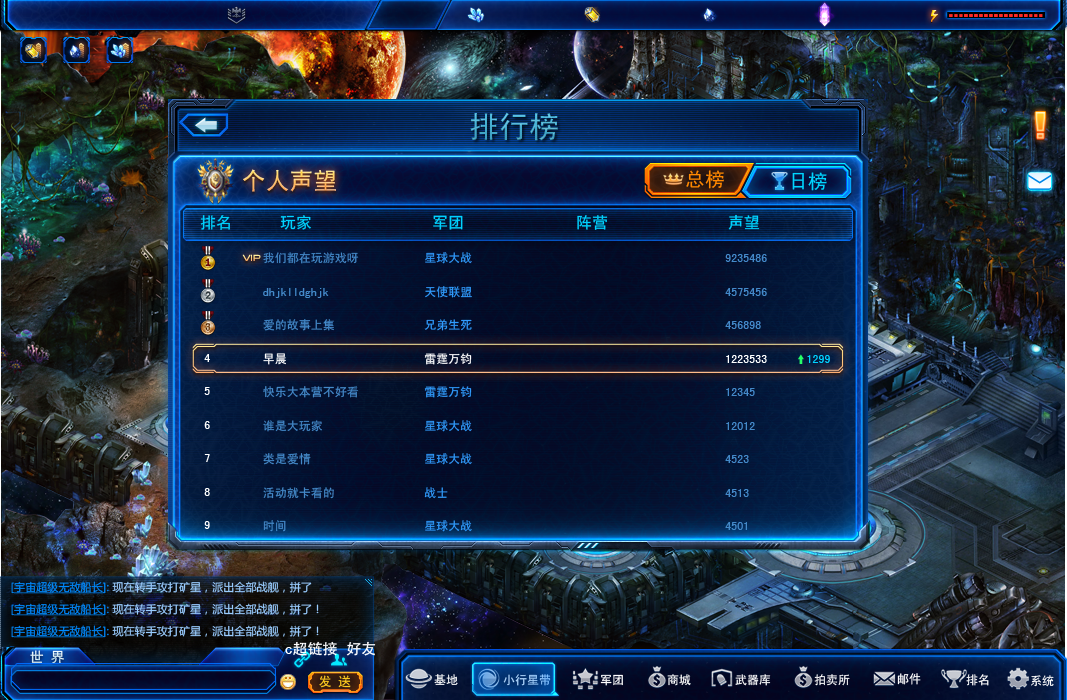 排行榜
个人声望 总榜 日榜
排名 玩家 军团 阵营 声望
1 VIP 我们都在玩游戏呀 星球大战 9235486
2 dhjklldghjk 天使联盟 4575456
3 爱的故事上集 兄弟生死 456898
4 早晨 雷霆万钧 1223533 1299
5 快乐大本营不好看 雷霆万钧 12345
6 谁是大玩家 星球大战 12012
7 类是爱情 星球大战 4523
8 活动就卡看的 战士 4513
9 时间 星球大战 4501
[宇宙超级无敌船长]: 现在转手攻打矿星，派出全部战舰，拼了
[宇宙超级无敌船长]: 现在转手攻打矿星，派出全部战舰，拼了！
[宇宙超级无敌船长]: 现在转手攻打矿星，派出全部战舰，拼了！
c超链接 好友
世界
发送
基地 小行星带 军团 商城 武器库 拍卖所 邮件 排名 系统